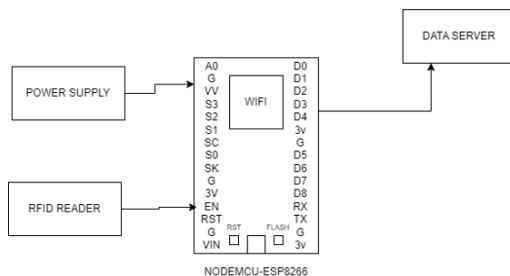 DATA SERVER
POWER SUPPLY
RFID READER
A0
G
VV
S3
S2
S1
SC
S0
SK
G
3V
EN
RST
G
VIN
WIFI
D0
D1
D2
D3
D4
3v
G
D5
D6
D7
D8
RX
TX
G
3v
RST
FLASH
NODEMCU-ESP8266